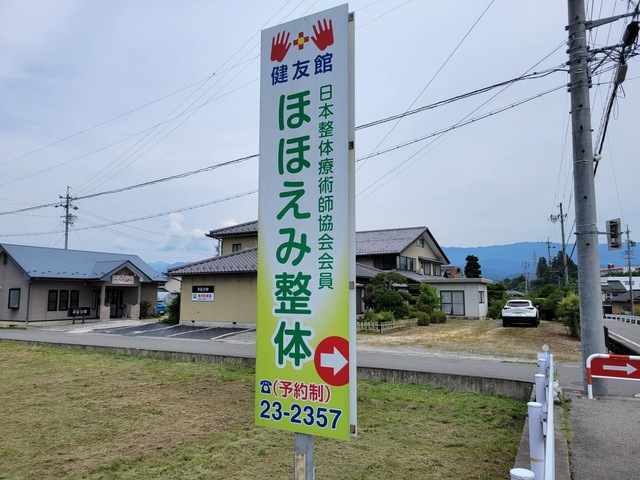 健友館
日本整体療術師協会会員
ほほえみ整体
☎(予約制)
23-2357